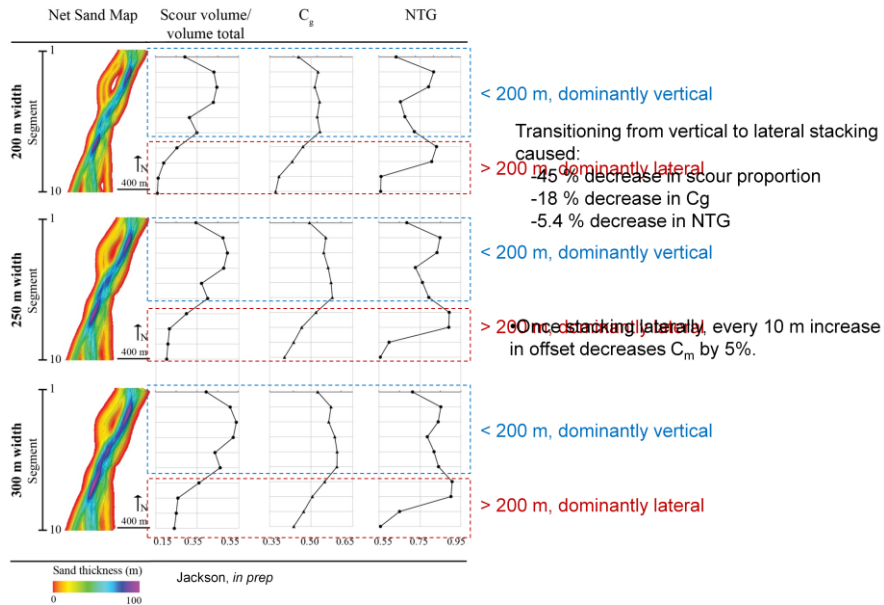 Net Sand Map
Scour volume/
volume total
C_g
NTG
1
200 m width
Segment
10
N
400 m
< 200 m, dominantly vertical
Transitioning from vertical to lateral stacking
caused:
> 200 m, dominantly lateral
-45 % decrease in scour proportion
-18 % decrease in Cg
-5.4 % decrease in NTG
1
250 m width
Segment
10
N
400 m
< 200 m, dominantly vertical
> 200 m, dominantly lateral
•Once stacking laterally, every 10 m increase
in offset decreases C_m by 5%.
1
300 m width
Segment
10
N
400 m
< 200 m, dominantly vertical
> 200 m, dominantly lateral
0.15 0.35 0.55 0.35 0.50 0.65 0.55 0.75 0.95
Sand thickness (m)
0 100
Jackson, in prep